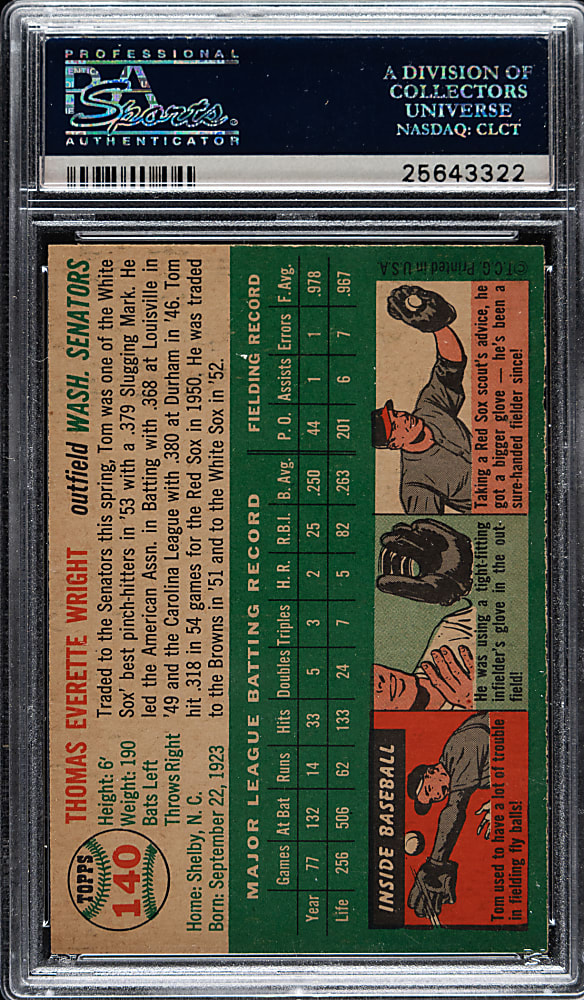 PROFESSIONAL
PSA
Sports.
AUTHENTICATOR
A DIVISION OF
COLLECTORS
UNIVERSE
NASDAQ: CLCT
25643322
TOPPS
140
THOMAS EVERETTE WRIGHT outfield WASH. SENATORS
Height: 6'
Weight: 190
Bats Left
Throws Right
Home: Shelby, N. C.
Born: September 22, 1923
Traded to the Senators this spring, Tom was one of the White
Sox' best pinch-hitters in '53 with a .379 Slugging Mark. He
led the American Assn. in Batting with .368 at Louisville in
'49 and the Carolina League with .380 at Durham in '46. Tom
hit .318 in 54 games for the Red Sox in 1950. He was traded
to the Browns in '51 and to the White Sox in '52.
MAJOR LEAGUE BATTING RECORD FIELDING RECORD
Games At Bat Runs Hits Doubles Triples H. R. R.B.I. B. Avg. P. O. Assists Errors F. Avg.
Year 77 132 14 33 5 3 2 25 .250 44 1 1 .978
Life 256 506 62 133 24 7 5 82 .263 201 6 7 .967
INSIDE BASEBALL
Tom used to have a lot of trouble
in fielding fly balls!
He was using a tight-fitting
infielder's glove in the out-
field!
Taking a Red Sox scout's advice, he
got a bigger glove — he's been a
sure-handed fielder since!
©T.C.G. Printed in U.S.A.